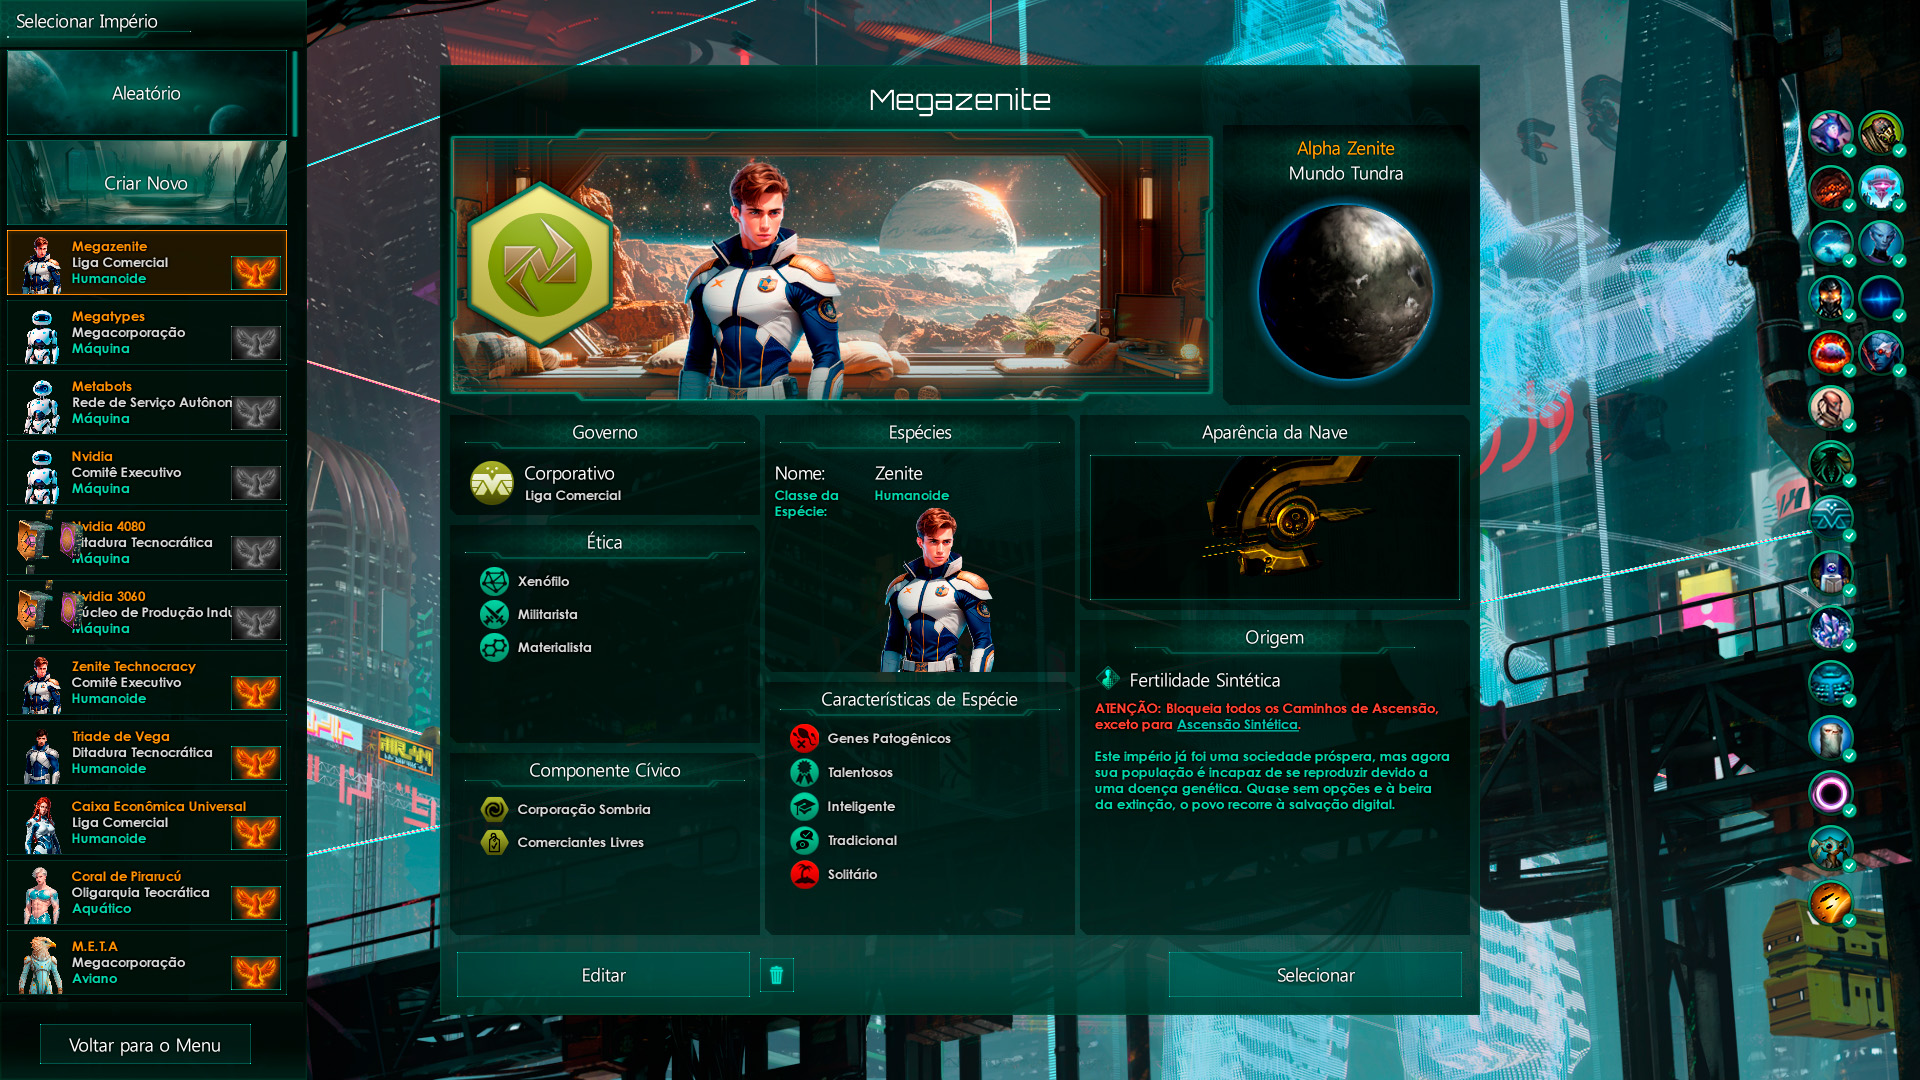 Selecionar Império
Aleatório
Criar Novo
Megazenite
Liga Comercial
Humanoide
Megatypes
Megacorporação
Máquina
Metabots
Rede de Serviço Autônon
Máquina
Nvidia
Comitê Executivo
Máquina
Nvidia 4080
Ditadura Tecnocrática
Máquina
Nvidia 3060
Núcleo de Produção Indu
Máquina
Zenite Technocracy
Comitê Executivo
Humanoide
Triade de Vega
Ditadura Tecnocrática
Humanoide
Caixa Econômica Universal
Liga Comercial
Humanoide
Coral de Pirarucú
Oligarquia Teocrática
Aquático
M.E.T.A
Megacorporação
Aviano
Voltar para o Menu
Megazenite
Alpha Zenite
Mundo Tundra
Governo
Corporativo
Liga Comercial
Ética
Xenófilo
Militarista
Materialista
Componente Cívico
Corporação Sombria
Comerciantes Livres
Espécies
Nome: Zenite
Classe da Espécie: Humanoide
Características de Espécie
Genes Patogênicos
Talentosos
Inteligente
Tradicional
Solitário
Aparência da Nave
Origem
Fertilidade Sintética
ATENÇÃO: Bloqueia todos os Caminhos de Ascensão,
exceto para Ascensão Sintética.
Este império já foi uma sociedade próspera, mas agora
sua população é incapaz de se reproduzir devido a
uma doença genética. Quase sem opções e à beira
da extinção, o povo recorre à salvação digital.
Editar
Selecionar